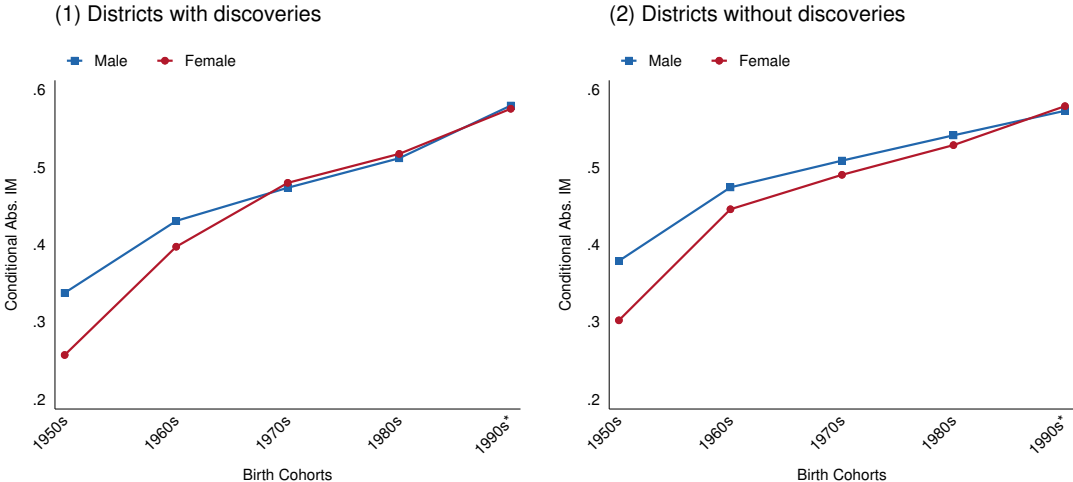 (1) Districts with discoveries
Male Female
.6
.5
.4
.3
.2
Conditional Abs. IM
1950s 1960s 1970s 1980s 1990s*
Birth Cohorts
(2) Districts without discoveries
Male Female
.6
.5
.4
.3
.2
Conditional Abs. IM
1950s 1960s 1970s 1980s 1990s*
Birth Cohorts